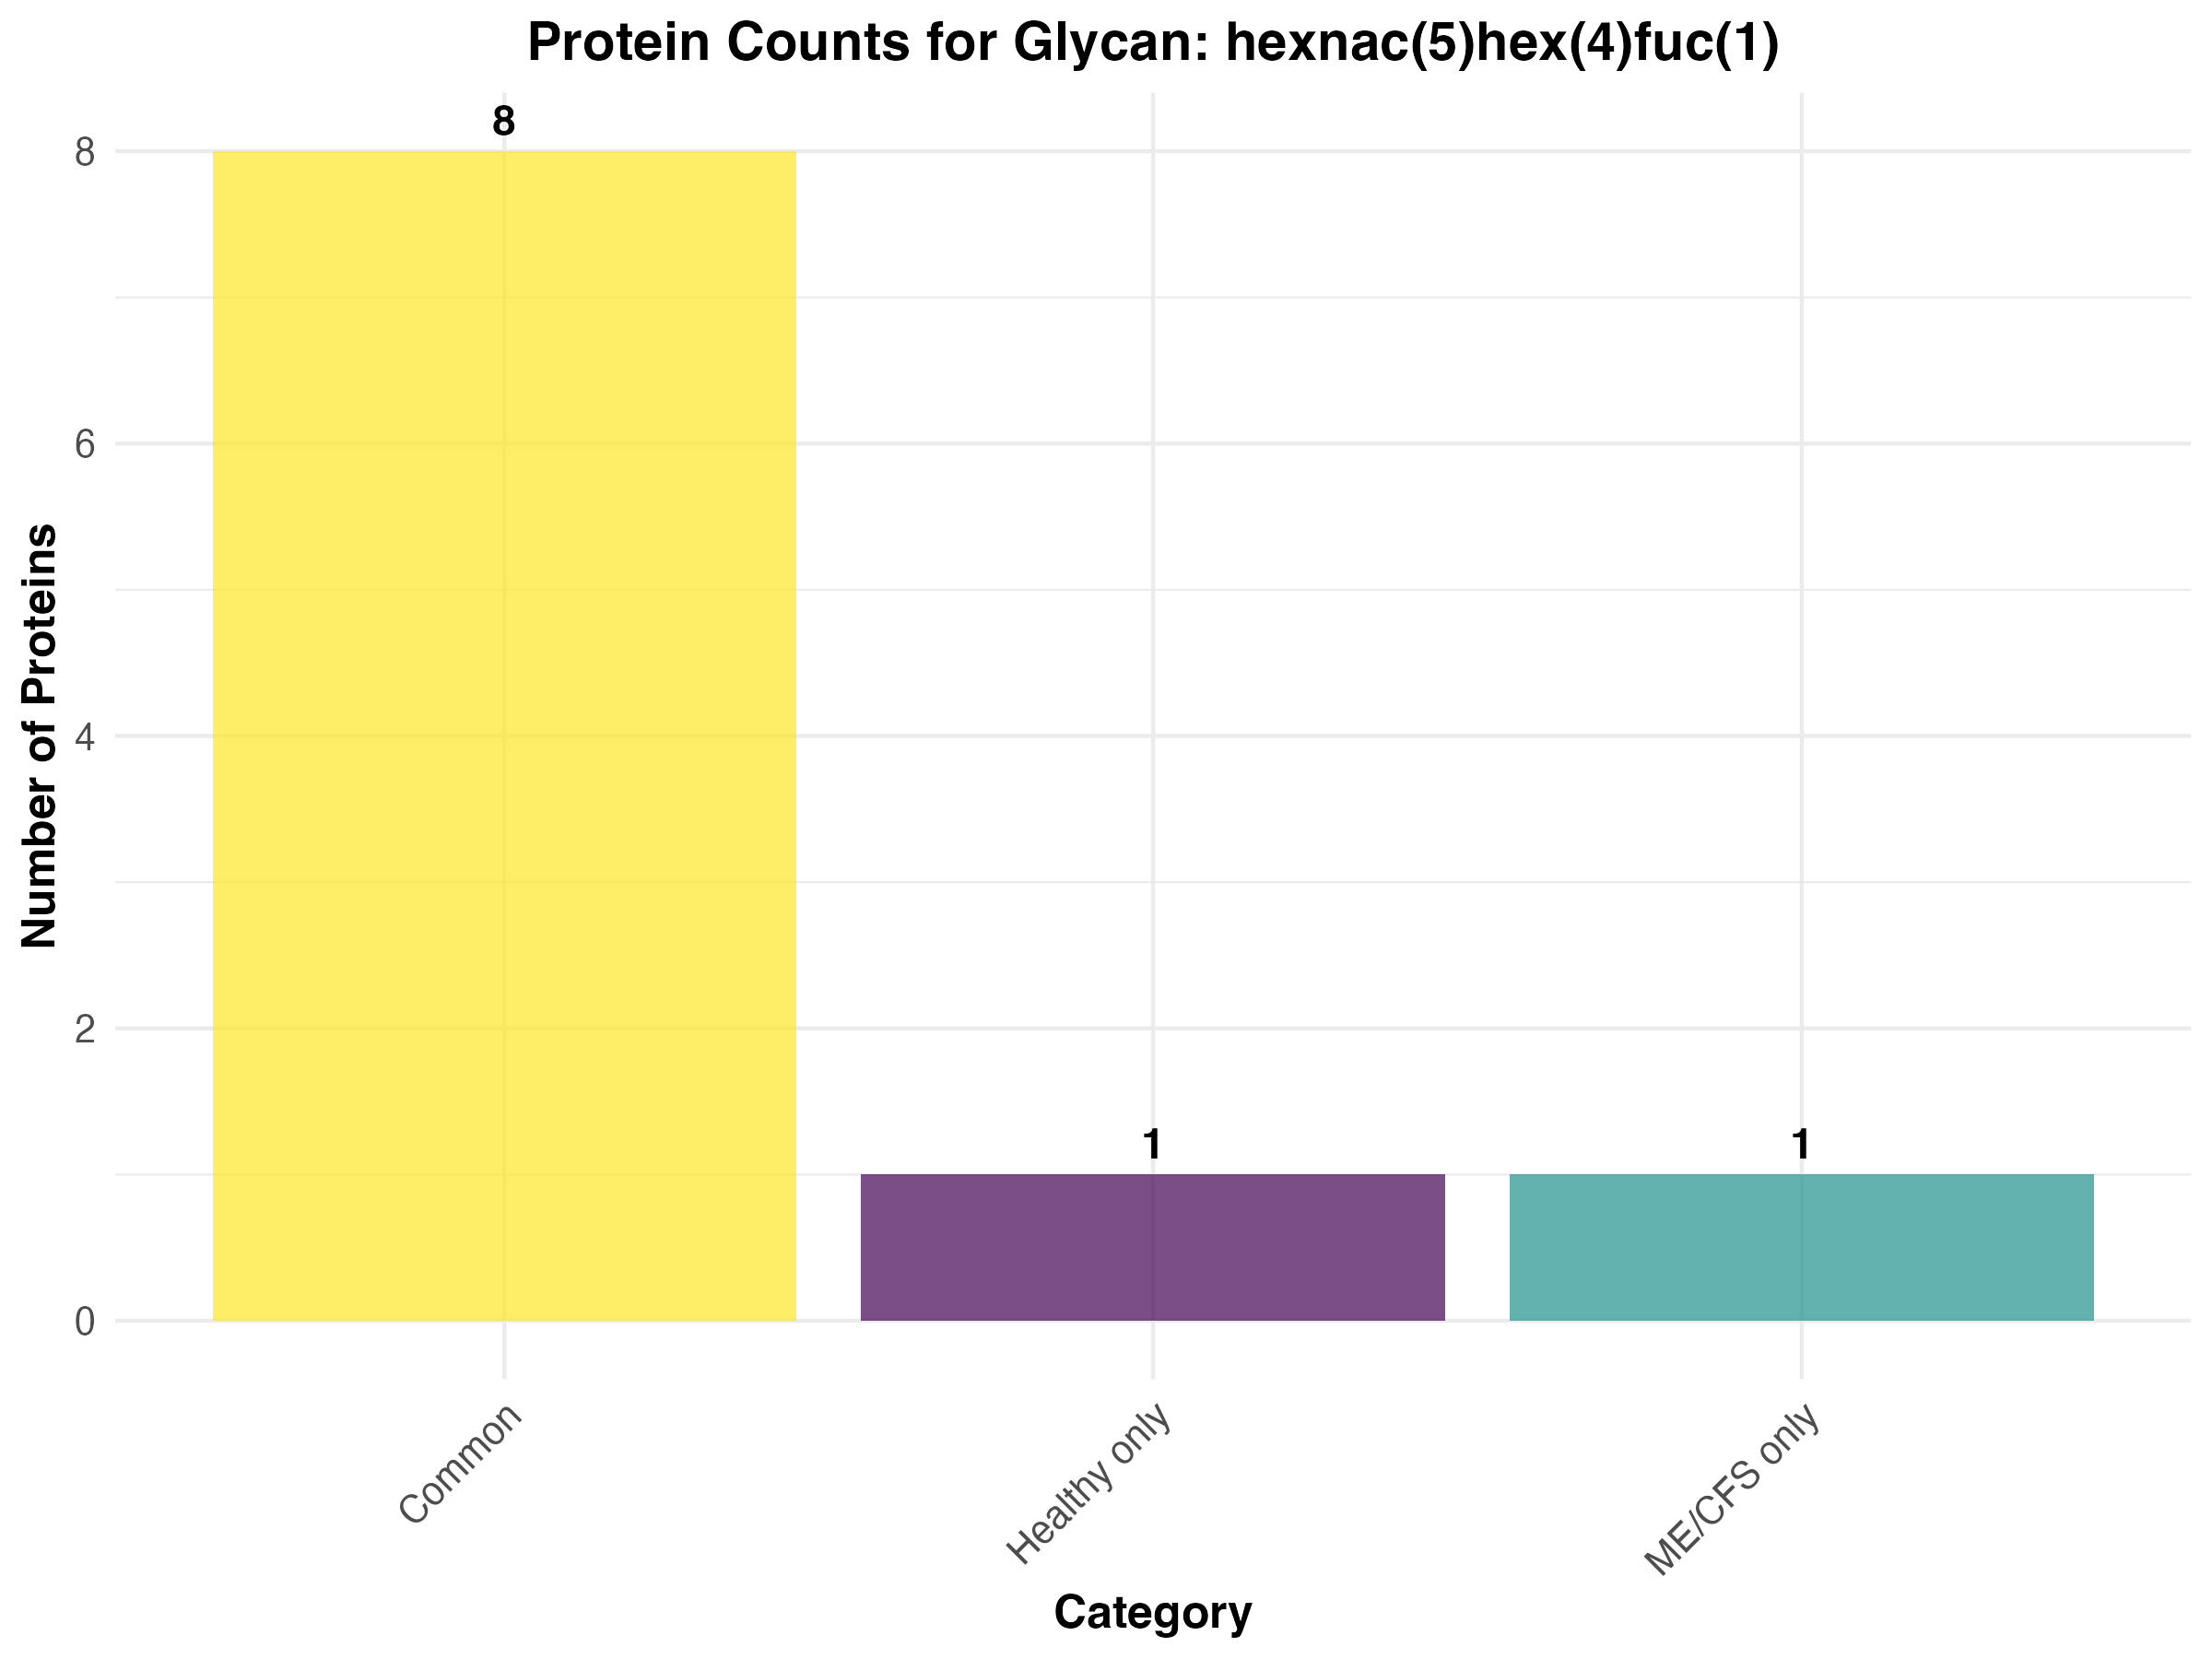 Protein Counts for Glycan: hexnac(5)hex(4)fuc(1)
Number of Proteins
8
6
4
2
0
8
1
1
Common
Healthy only
ME/CFS only
Category